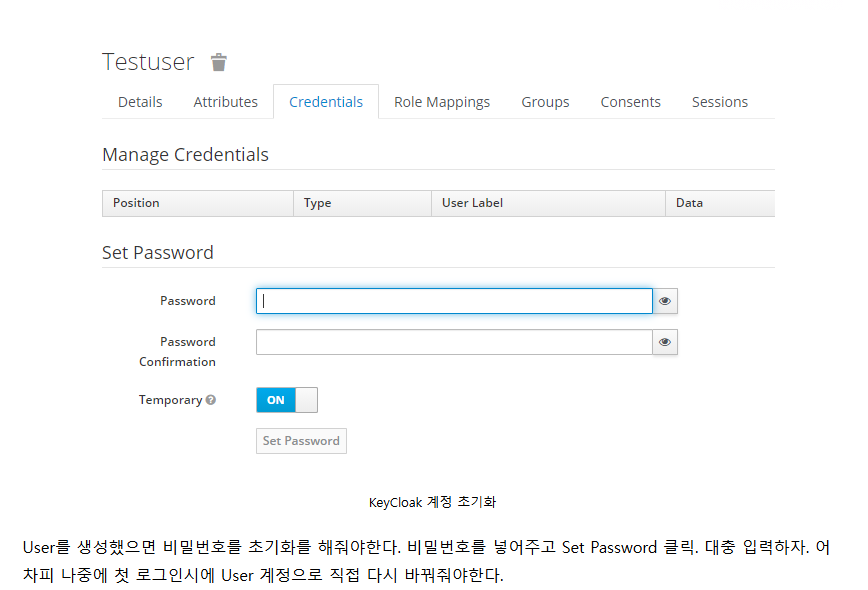 Testuser
Details Attributes Credentials Role Mappings Groups Consents Sessions
Manage Credentials
Position Type User Label Data
Set Password
Password
Password
Confirmation
Temporary
ON
Set Password
KeyCloak 계정 초기화
User를 생성했으면 비밀번호를 초기화를 해줘야한다. 비밀번호를 넣어주고 Set Password 클릭. 대충 입력하자. 어
차피 나중에 첫 로그인시에 User 계정으로 직접 다시 바꿔줘야한다.